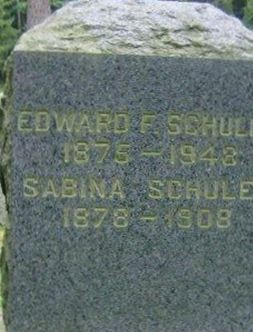 EDWARD F. SCHUL
1875 - 1948
SABINA SCHULE
1878 - 1908